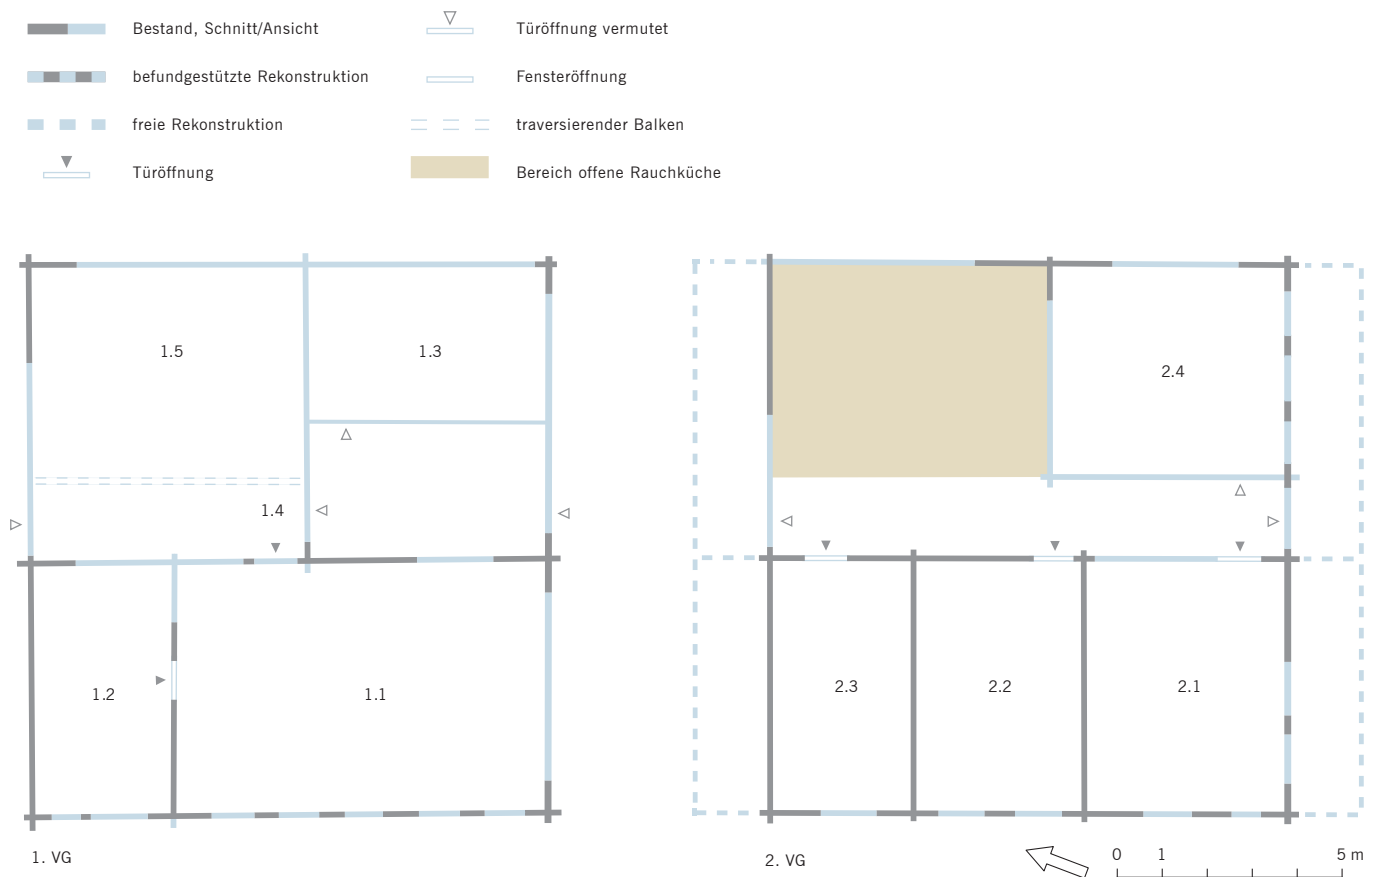 Bestand, Schnitt/Ansicht
befundgestützte Rekonstruktion
freie Rekonstruktion
Türöffnung
Türöffnung vermutet
Fensteröffnung
traversierender Balken
Bereich offene Rauchküche
1.5
1.3
1.4
1.2
1.1
1. VG
2.4
2.3
2.2
2.1
2. VG
0 1 5 m